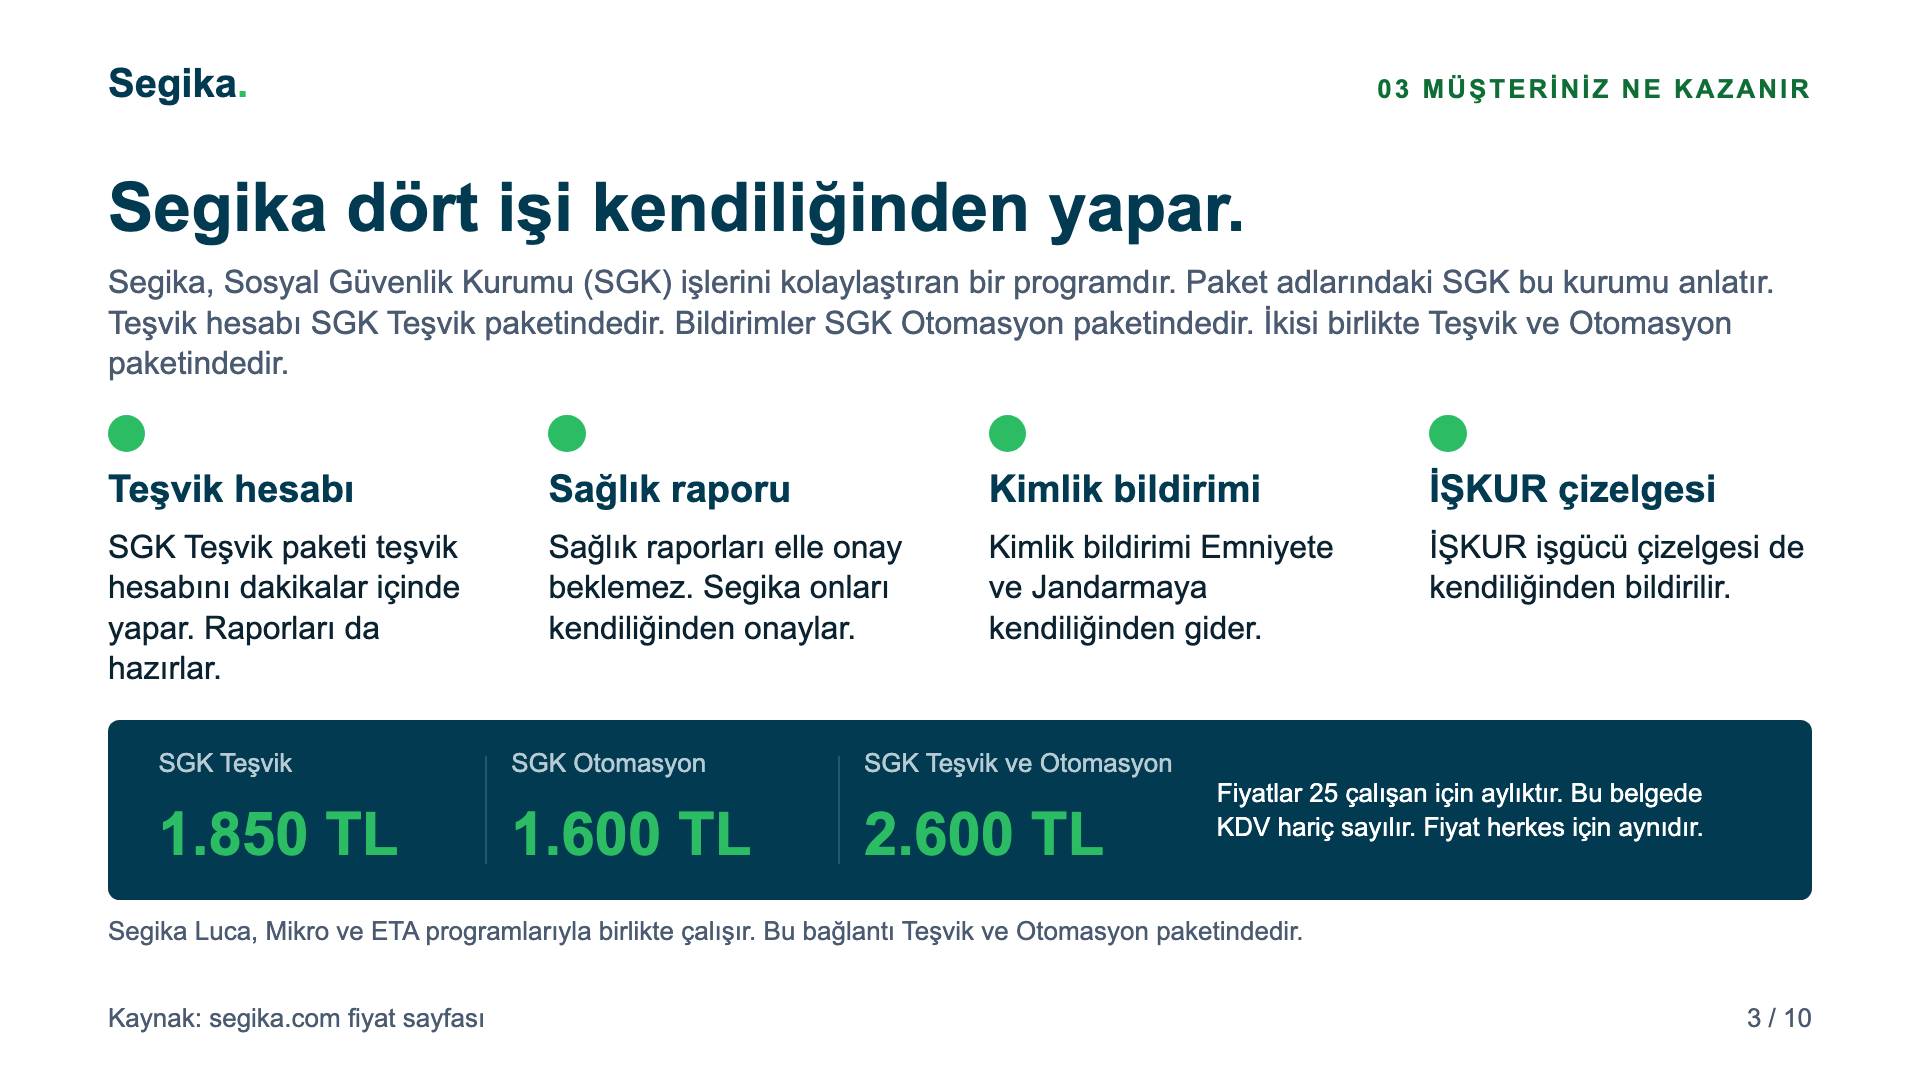 Segika.
03 MÜŞTERİNİZ NE KAZANIR
Segika dört işi kendiliğinden yapar.
Segika, Sosyal Güvenlik Kurumu (SGK) işlerini kolaylaştıran bir programdır. Paket adlarındaki SGK bu kurumu anlatır.
Teşvik hesabı SGK Teşvik paketindedir. Bildirimler SGK Otomasyon paketindedir. İkisi birlikte Teşvik ve Otomasyon
paketindedir.
Teşvik hesabı
SGK Teşvik paketi teşvik
hesabını dakikalar içinde
yapar. Raporları da
hazırlar.
Sağlık raporu
Sağlık raporları elle onay
beklemez. Segika onları
kendiliğinden onaylar.
Kimlik bildirimi
Kimlik bildirimi Emniyete
ve Jandarmaya
kendiliğinden gider.
İŞKUR çizelgesi
İŞKUR işgücü çizelgesi de
kendiliğinden bildirilir.
SGK Teşvik
1.850 TL
SGK Otomasyon
1.600 TL
SGK Teşvik ve Otomasyon
2.600 TL
Fiyatlar 25 çalışan için aylıktır. Bu belgede
KDV hariç sayılır. Fiyat herkes için aynıdır.
Segika Luca, Mikro ve ETA programlarıyla birlikte çalışır. Bu bağlantı Teşvik ve Otomasyon paketindedir.
Kaynak: segika.com fiyat sayfası
3 / 10